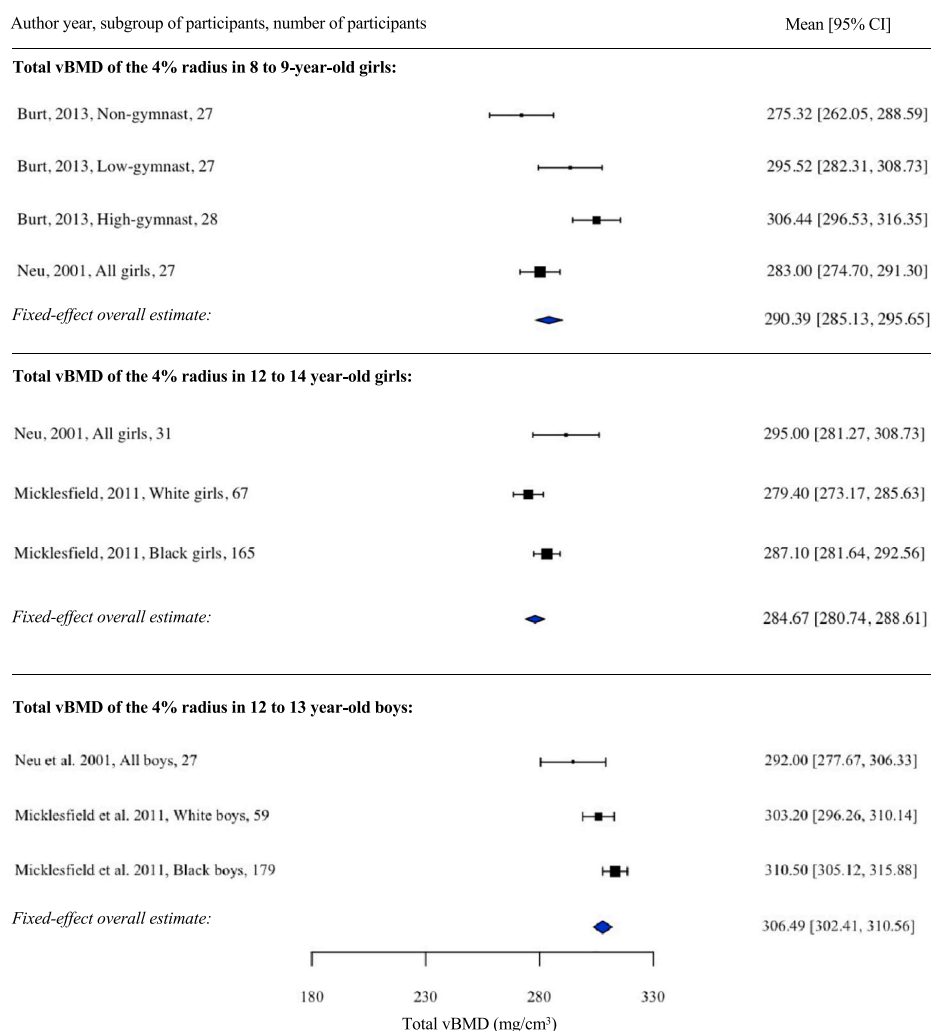 Author year, subgroup of participants, number of participants Mean [95% CI]
Total vBMD of the 4% radius in 8 to 9-year-old girls:
Burt, 2013, Non-gymnast, 27 275.32 [262.05, 288.59]
Burt, 2013, Low-gymnast, 27 295.52 [282.31, 308.73]
Burt, 2013, High-gymnast, 28 306.44 [296.53, 316.35]
Neu, 2001, All girls, 27 283.00 [274.70, 291.30]
Fixed-effect overall estimate: 290.39 [285.13, 295.65]
Total vBMD of the 4% radius in 12 to 14 year-old girls:
Neu, 2001, All girls, 31 295.00 [281.27, 308.73]
Micklesfield, 2011, White girls, 67 279.40 [273.17, 285.63]
Micklesfield, 2011, Black girls, 165 287.10 [281.64, 292.56]
Fixed-effect overall estimate: 284.67 [280.74, 288.61]
Total vBMD of the 4% radius in 12 to 13 year-old boys:
Neu et al. 2001, All boys, 27 292.00 [277.67, 306.33]
Micklesfield et al. 2011, White boys, 59 303.20 [296.26, 310.14]
Micklesfield et al. 2011, Black boys, 179 310.50 [305.12, 315.88]
Fixed-effect overall estimate: 306.49 [302.41, 310.56]
180 230 280 330
Total vBMD (mg/cm³)